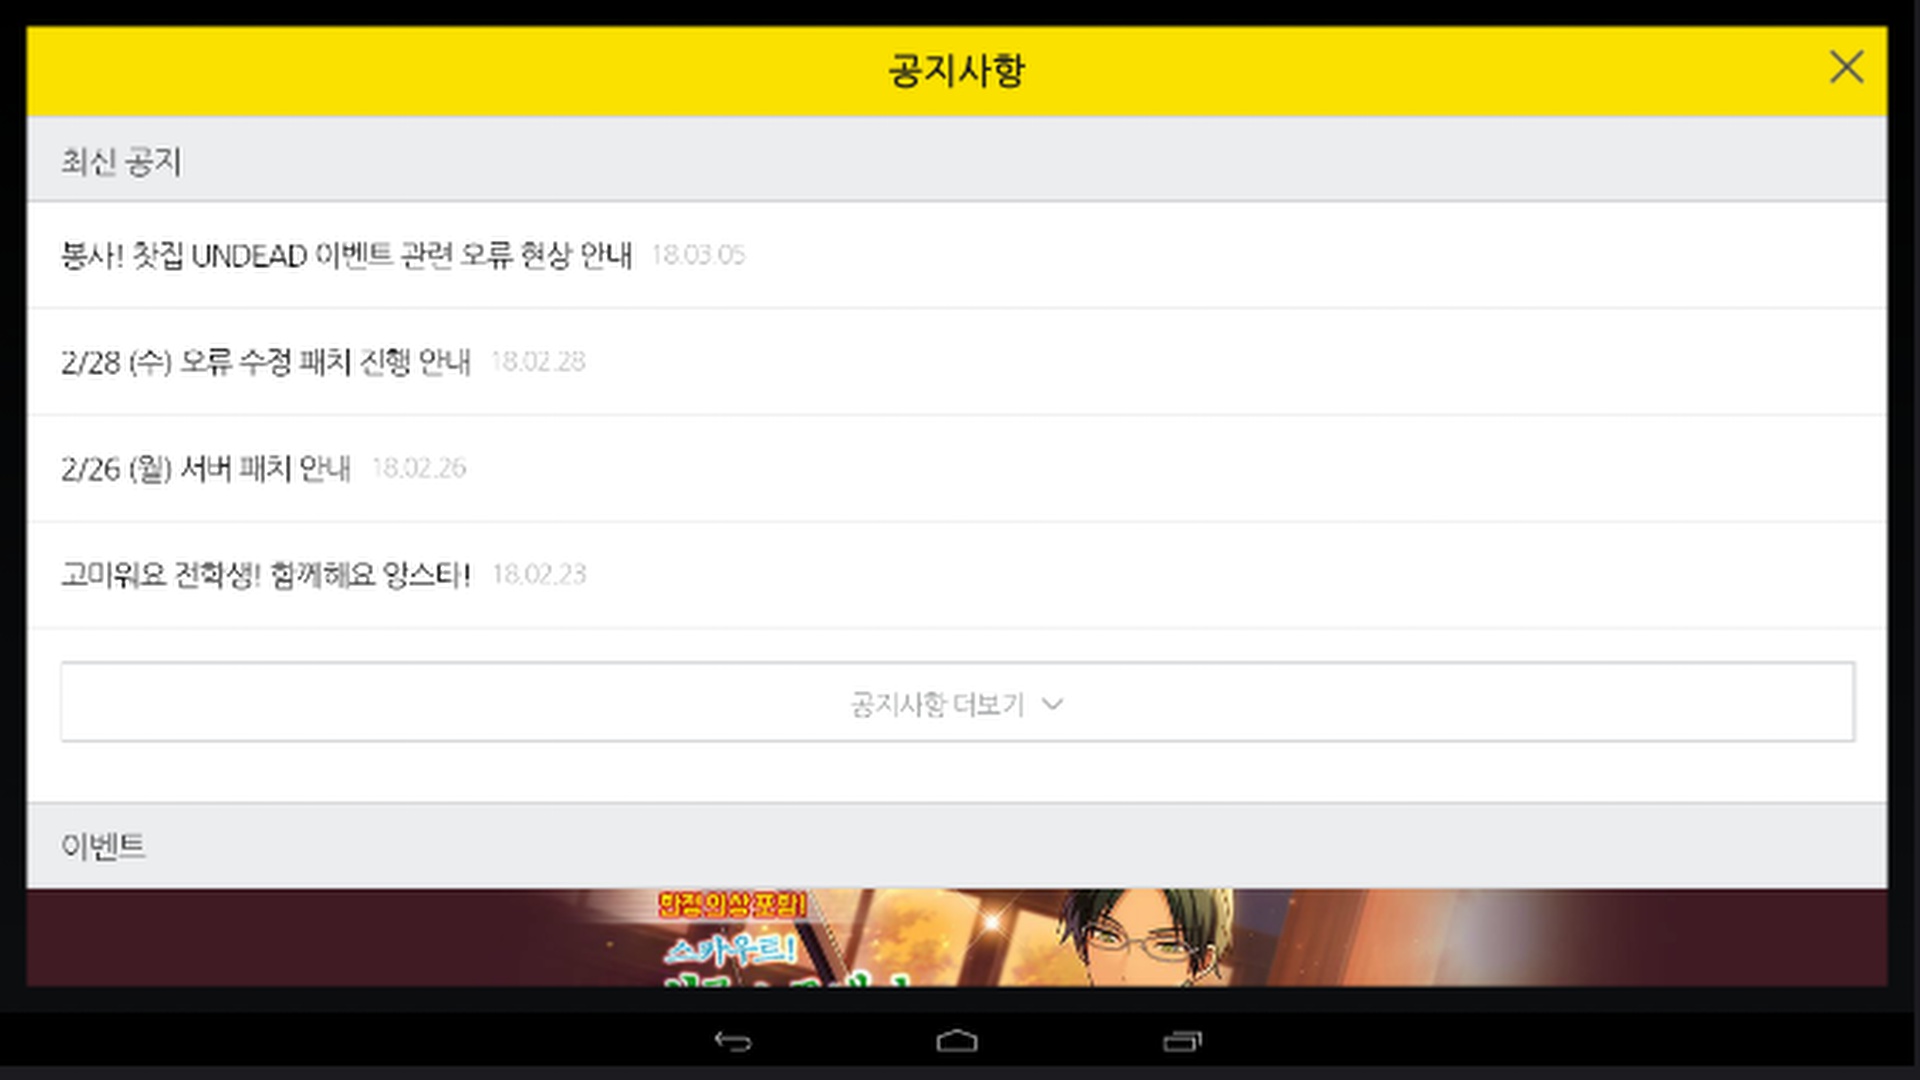 공지사항
최신 공지
봉사! 찻집 UNDEAD 이벤트 관련 오류 현상 안내 18.03.05
2/28 (수) 오류 수정 패치 진행 안내 18.02.28
2/26 (월) 서버 패치 안내 18.02.26
고마워요 전학생! 함께해요 앙스타! 18.02.23
공지사항 더보기
이벤트
한정의상 포함!
스카우트!